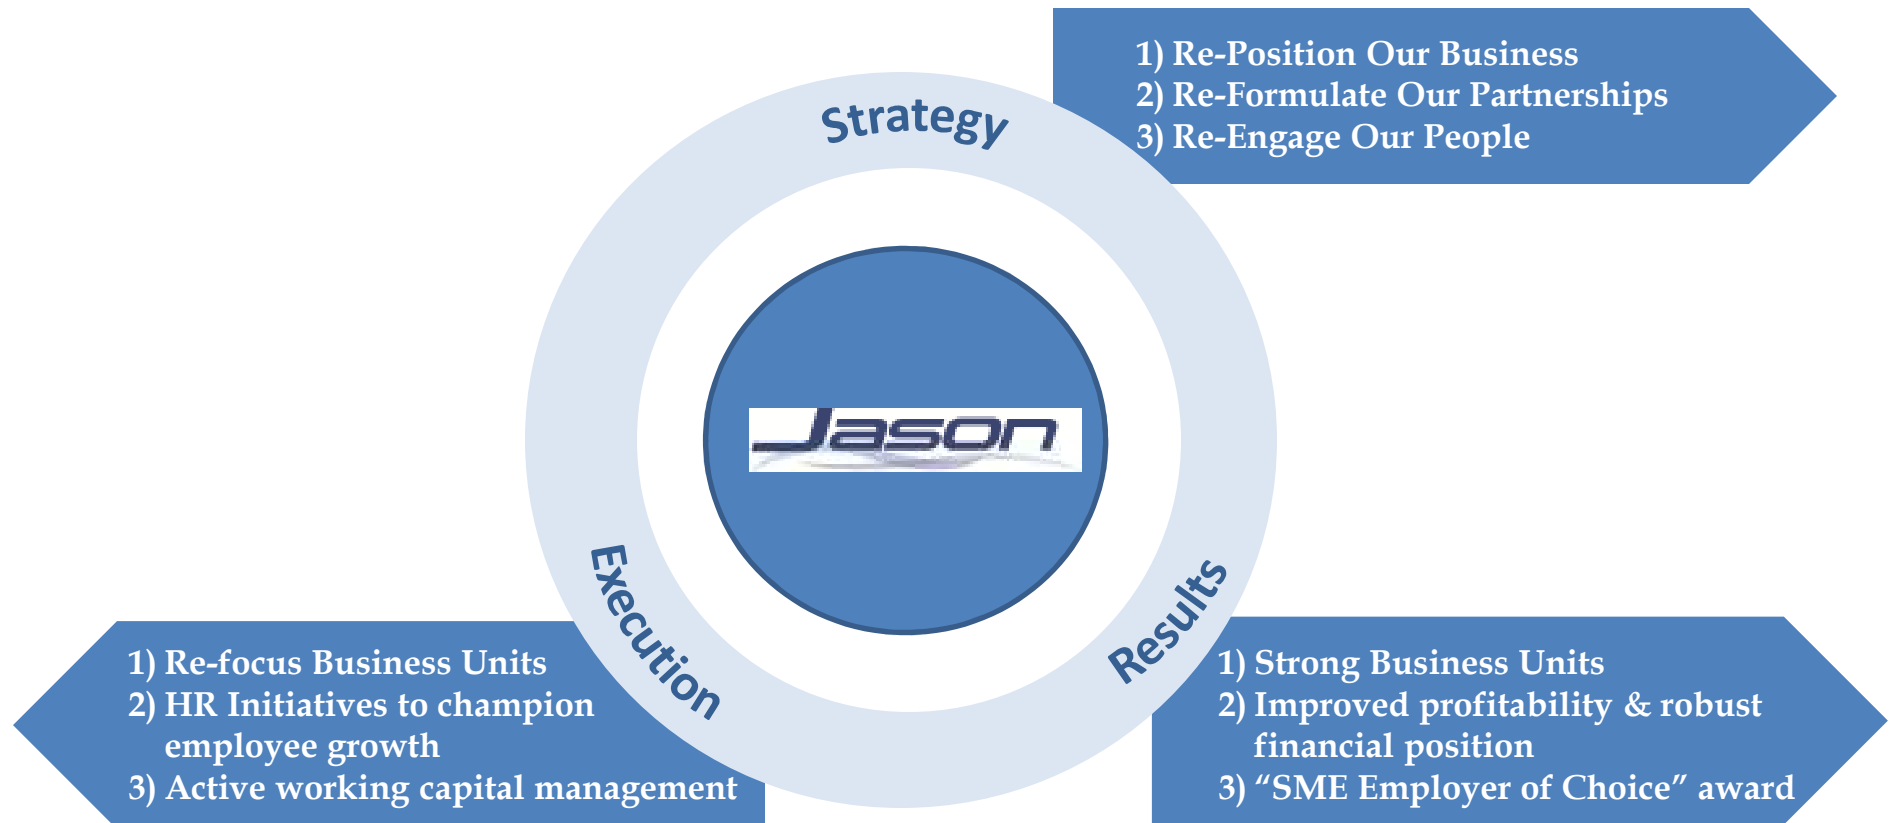 1) Re-Position Our Business
2) Re-Formulate Our Partnerships
3) Re-Engage Our People
Strategy
Jason
Execution
Results
1) Re-focus Business Units
2) HR Initiatives to champion
employee growth
3) Active working capital management
1) Strong Business Units
2) Improved profitability & robust
financial position
3) “SME Employer of Choice” award